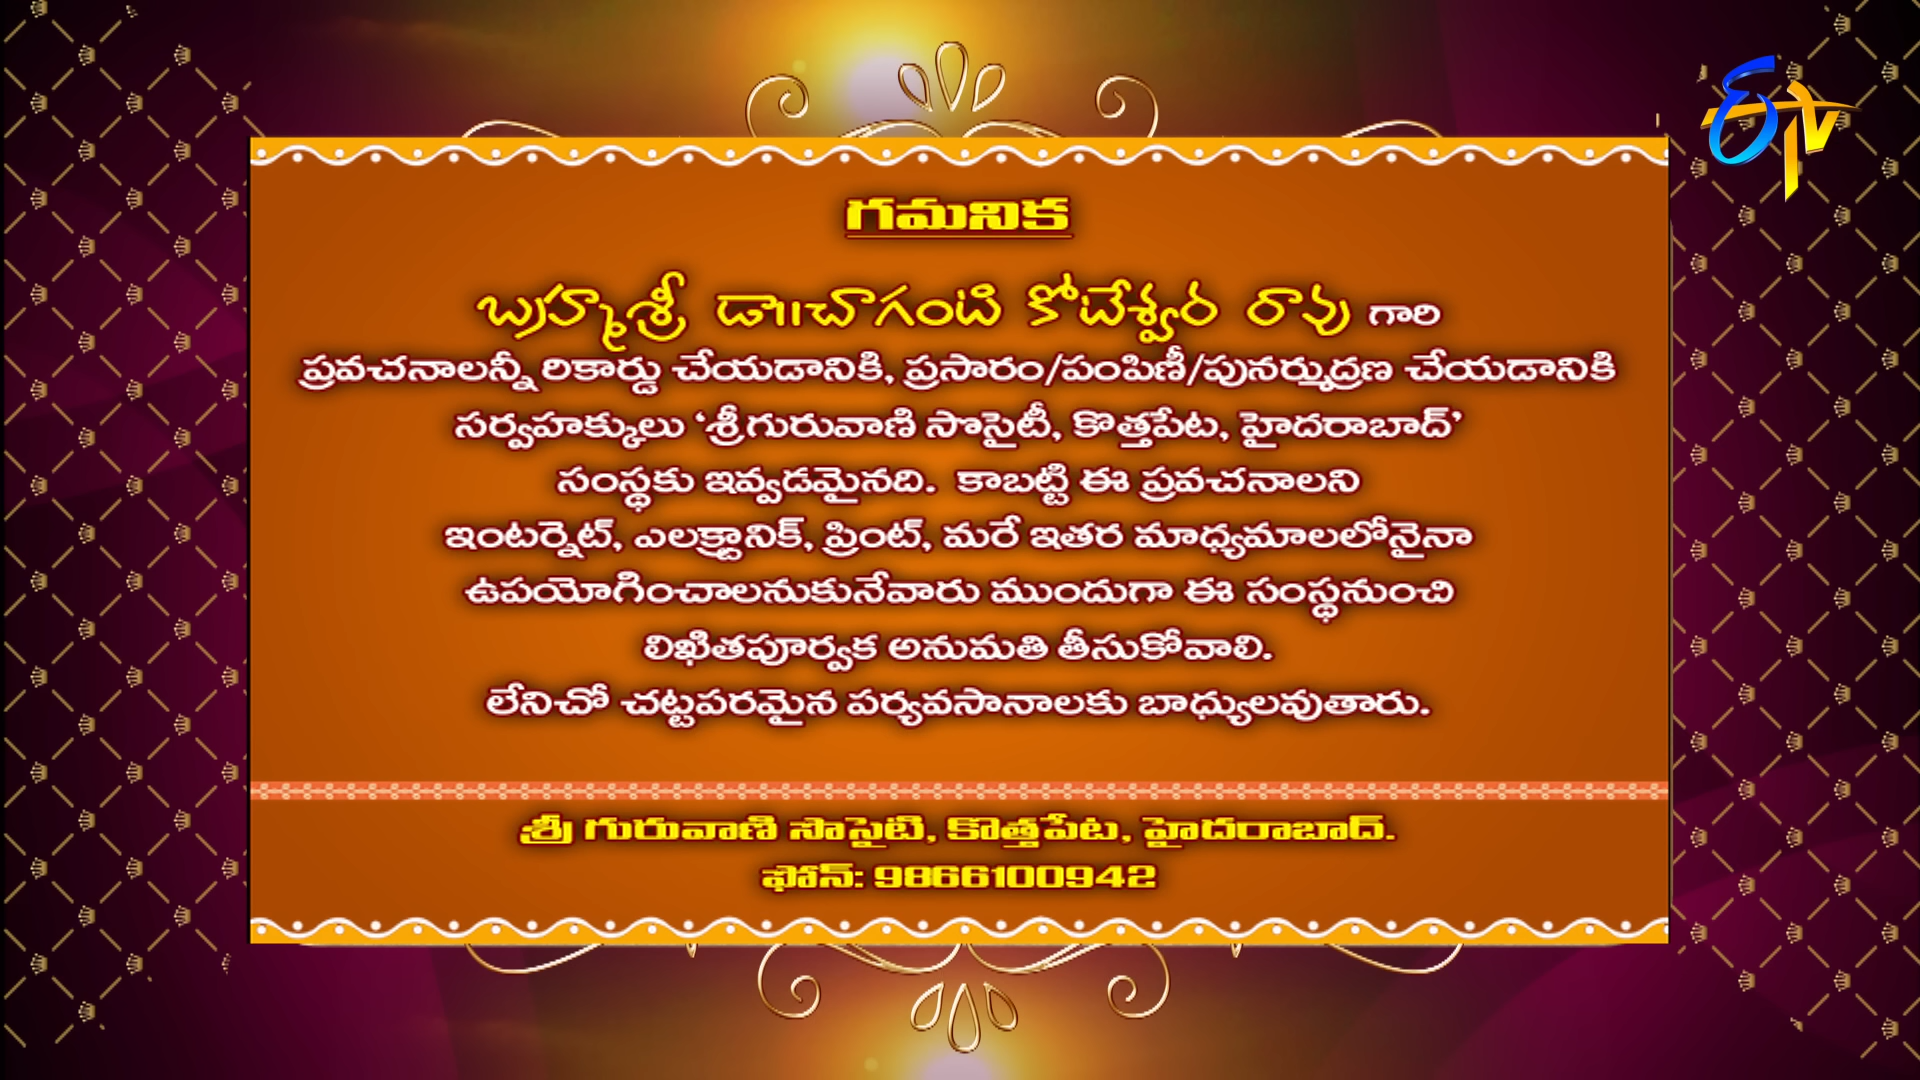 ఈTV
గమనిక
బ్రహ్మశ్రీ డా॥చాగంటి కోటేశ్వర రావు గారి
ప్రవచనాలన్నీ రికార్డు చేయడానికి, ప్రసారం/పంపిణీ/పునర్ముద్రణ చేయడానికి
సర్వహక్కులు ‘శ్రీగురువాణి సొసైటీ, కొత్తపేట, హైదరాబాద్’
సంస్థకు ఇవ్వడమైనది. కాబట్టి ఈ ప్రవచనాలని
ఇంటర్నెట్, ఎలక్ట్రానిక్, ప్రింట్, మరే ఇతర మాధ్యమాలలోనైనా
ఉపయోగించాలనుకునేవారు ముందుగా ఈ సంస్థనుంచి
లిఖితపూర్వక అనుమతి తీసుకోవాలి.
లేనిచో చట్టపరమైన పర్యవసానాలకు బాధ్యులవుతారు.
శ్రీ గురువాణి సొసైటి, కొత్తపేట, హైదరాబాద్.
ఫోన్: 9866100942